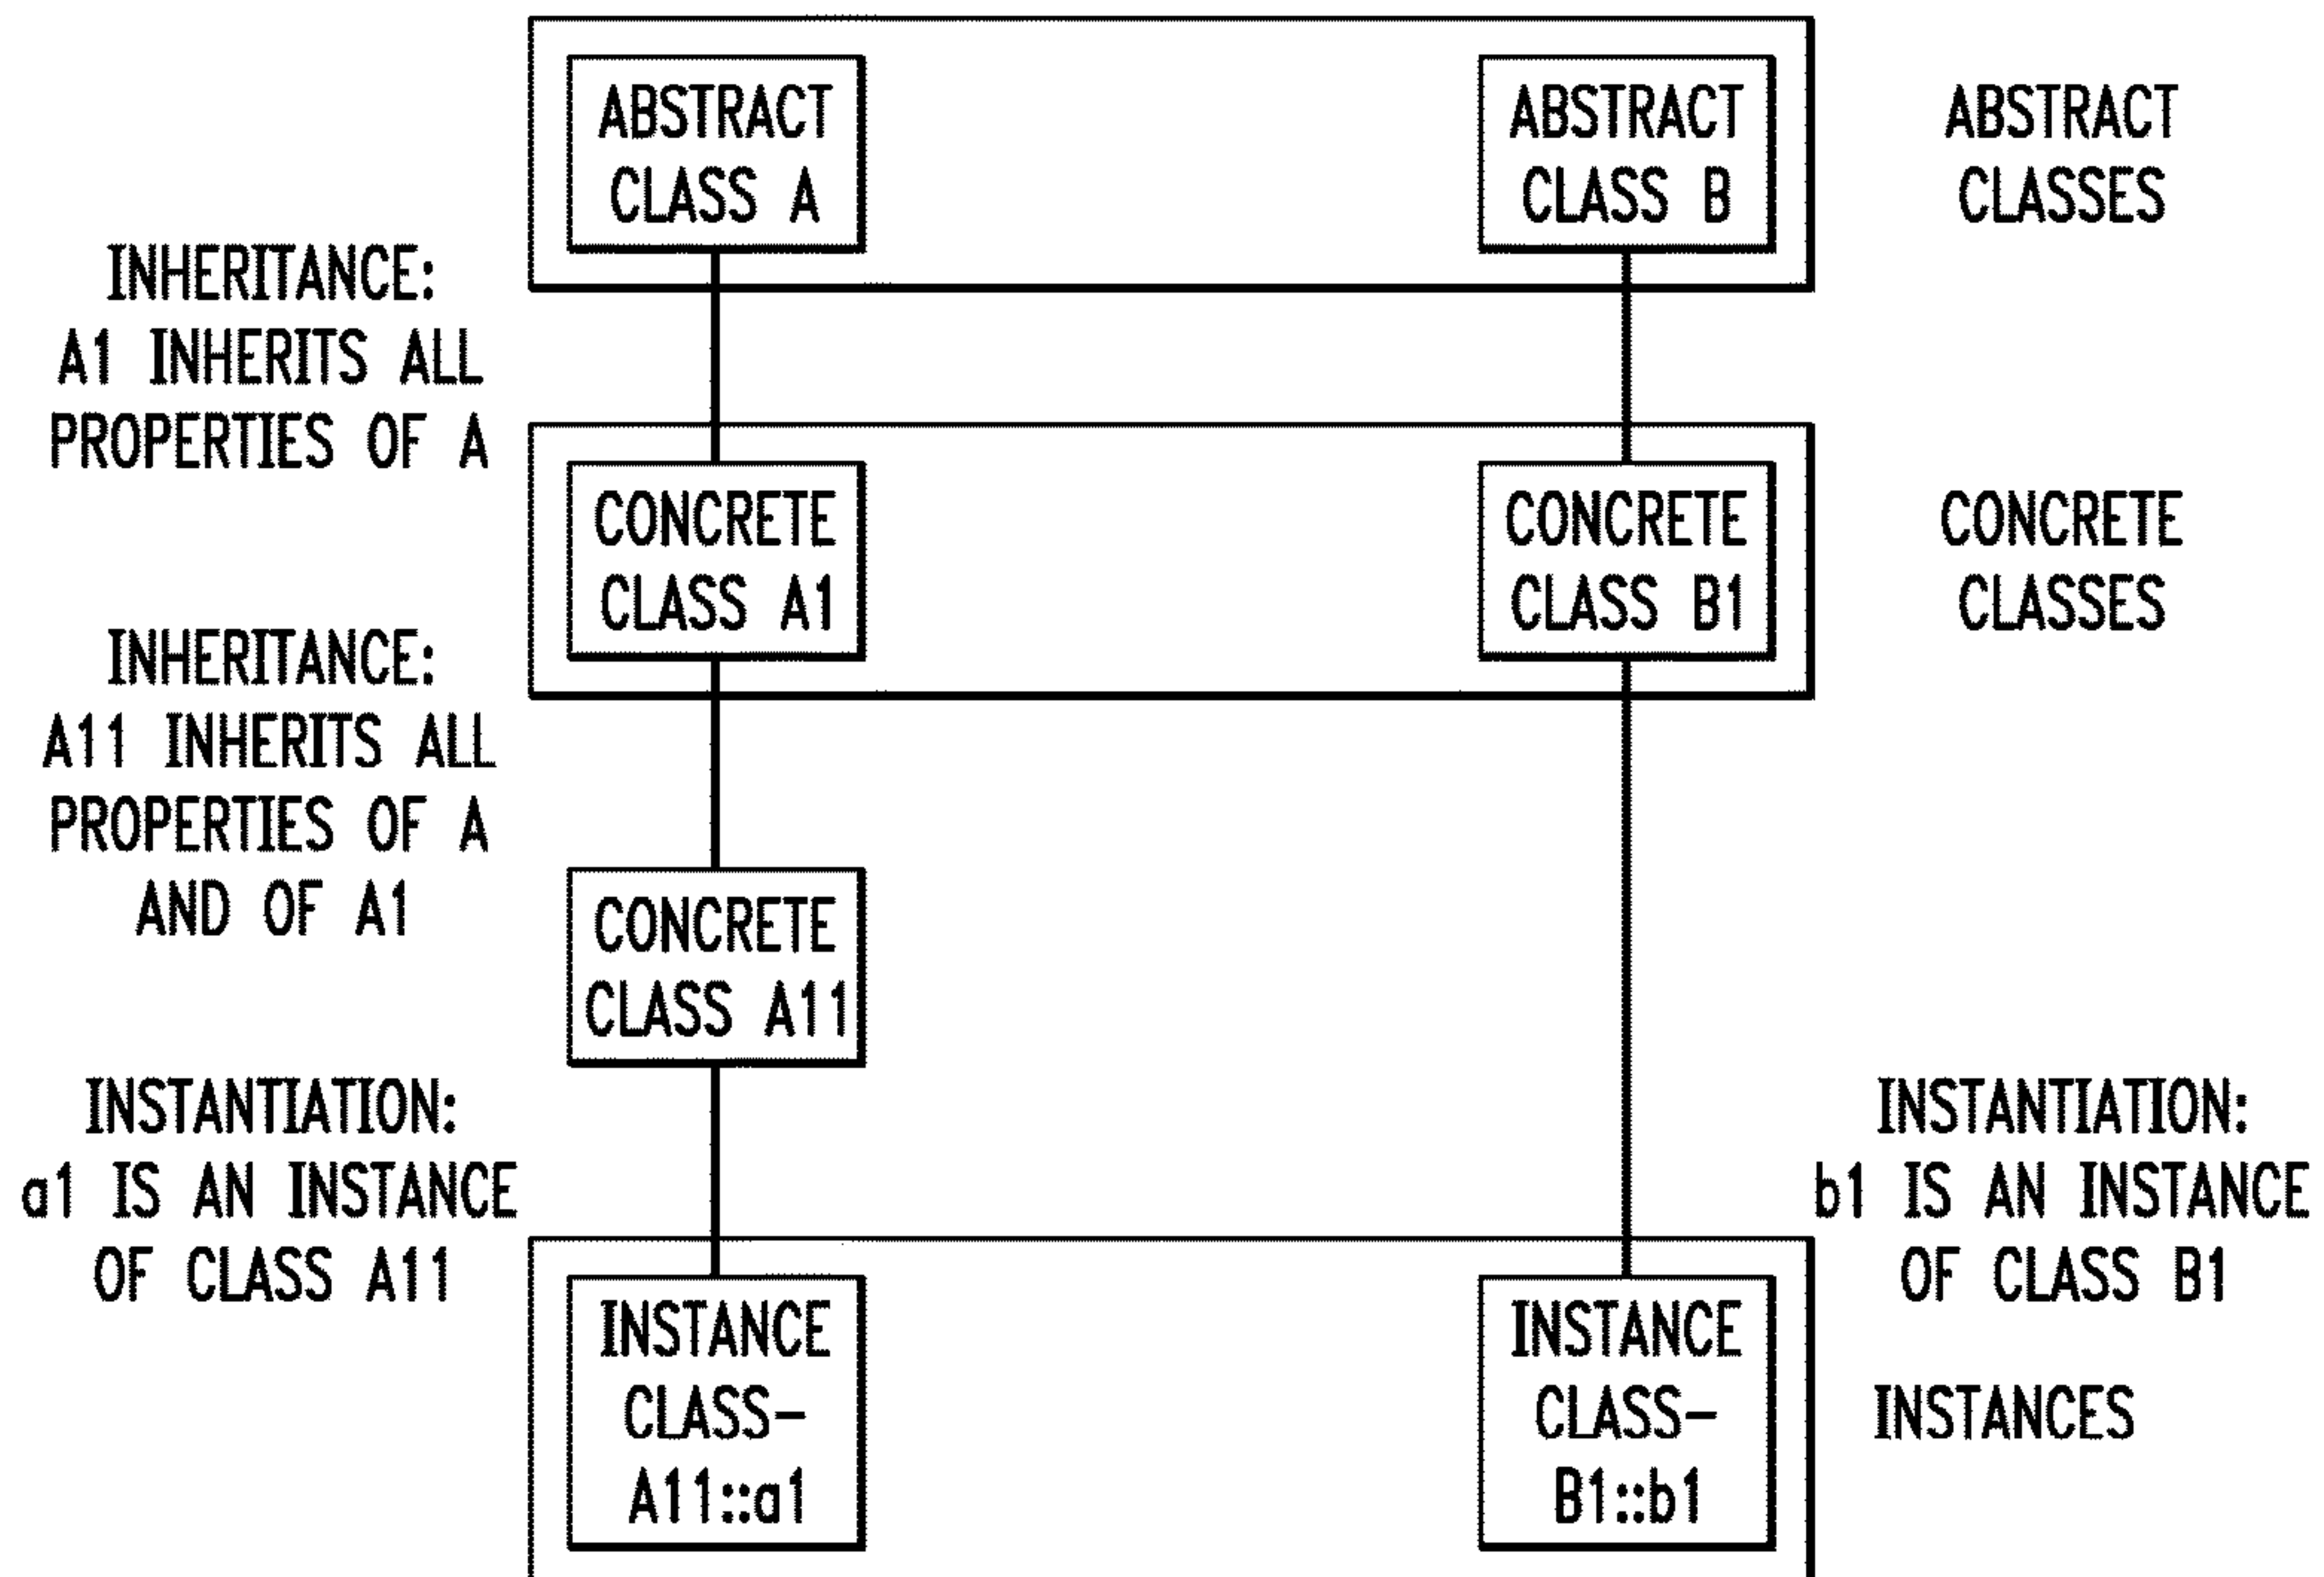 ABSTRACT
CLASS A
ABSTRACT
CLASS B
ABSTRACT
CLASSES
INHERITANCE:
A1 INHERITS ALL
PROPERTIES OF A
CONCRETE
CLASS A1
CONCRETE
CLASS B1
CONCRETE
CLASSES
INHERITANCE:
A11 INHERITS ALL
PROPERTIES OF A
AND OF A1
CONCRETE
CLASS A11
INSTANTIATION:
a1 IS AN INSTANCE
OF CLASS A11
INSTANTIATION:
b1 IS AN INSTANCE
OF CLASS B1
INSTANCE
CLASS-
A11::a1
INSTANCE
CLASS-
B1::b1
INSTANCES